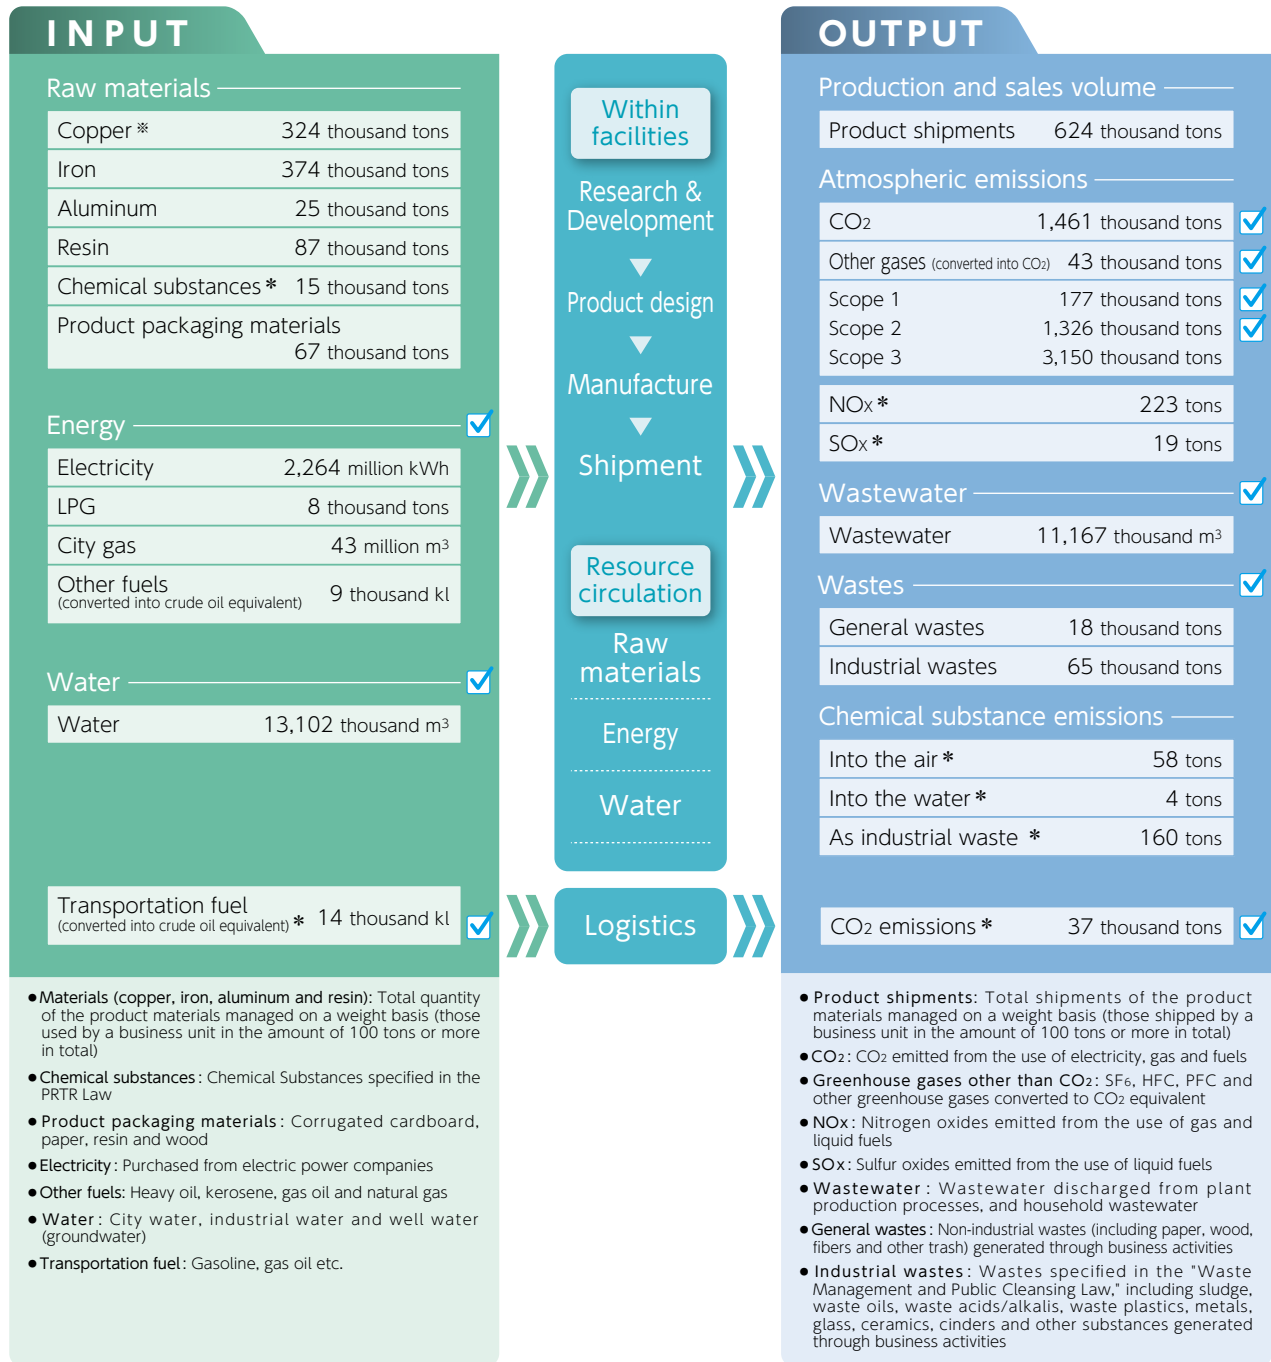 INPUT
Raw materials
Copper※ 324 thousand tons
Iron 374 thousand tons
Aluminum 25 thousand tons
Resin 87 thousand tons
Chemical substances＊ 15 thousand tons
Product packaging materials
67 thousand tons
Energy
Electricity 2,264 million kWh
LPG 8 thousand tons
City gas 43 million m3
Other fuels
(converted into crude oil equivalent) 9 thousand kl
Water
Water 13,102 thousand m3
Transportation fuel
(converted into crude oil equivalent)＊ 14 thousand kl
●Materials (copper, iron, aluminum and resin): Total quantity
of the product materials managed on a weight basis (those
used by a business unit in the amount of 100 tons or more
in total)
●Chemical substances: Chemical Substances specified in the
PRTR Law
●Product packaging materials: Corrugated cardboard,
paper, resin and wood
●Electricity: Purchased from electric power companies
●Other fuels: Heavy oil, kerosene, gas oil and natural gas
●Water: City water, industrial water and well water
(groundwater)
●Transportation fuel: Gasoline, gas oil etc.
Within
facilities
Research &
Development
Product design
Manufacture
Shipment
Resource
circulation
Raw
materials
Energy
Water
Logistics
OUTPUT
Production and sales volume
Product shipments 624 thousand tons
Atmospheric emissions
CO2 1,461 thousand tons
Other gases (converted into CO2) 43 thousand tons
Scope 1 177 thousand tons
Scope 2 1,326 thousand tons
Scope 3 3,150 thousand tons
NOx＊ 223 tons
SOx＊ 19 tons
Wastewater
Wastewater 11,167 thousand m3
Wastes
General wastes 18 thousand tons
Industrial wastes 65 thousand tons
Chemical substance emissions
Into the air＊ 58 tons
Into the water＊ 4 tons
As industrial waste ＊ 160 tons
CO2 emissions＊ 37 thousand tons
●Product shipments: Total shipments of the product
materials managed on a weight basis (those shipped by a
business unit in the amount of 100 tons or more in total)
●CO2: CO2 emitted from the use of electricity, gas and fuels
●Greenhouse gases other than CO2: SF6, HFC, PFC and
other greenhouse gases converted to CO2 equivalent
●NOx: Nitrogen oxides emitted from the use of gas and
liquid fuels
●SOx: Sulfur oxides emitted from the use of liquid fuels
●Wastewater: Wastewater discharged from plant
production processes, and household wastewater
●General wastes: Non-industrial wastes (including paper, wood,
fibers and other trash) generated through business activities
●Industrial wastes: Wastes specified in the "Waste
Management and Public Cleansing Law," including sludge,
waste oils, waste acids/alkalis, waste plastics, metals,
glass, ceramics, cinders and other substances generated
through business activities